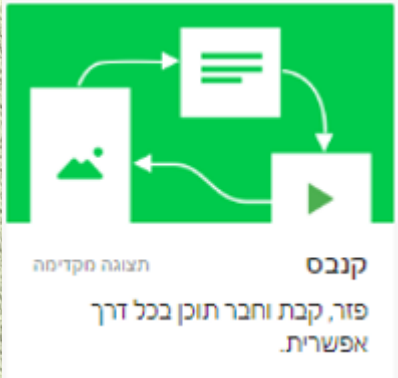 קנבס תצוגה מקדימה
פזר, קבת וחבר תוכן בכל דרך
אפשרית.